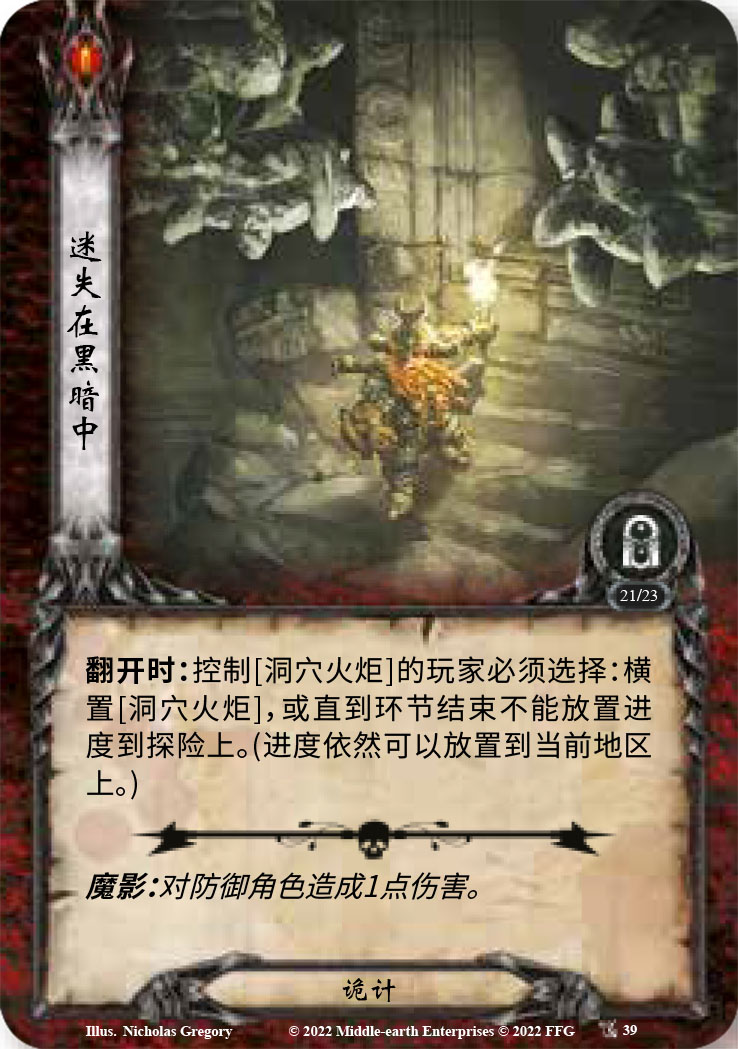 迷失在黑暗中
21/23
翻开时：控制[洞穴火炬]的玩家必须选择：横
置[洞穴火炬]，或直到环节结束不能放置进
度到探险上。(进度依然可以放置到当前地区
上。)
魔影：对防御角色造成1点伤害。
诡计
Illus. Nicholas Gregory © 2022 Middle-earth Enterprises © 2022 FFG 39